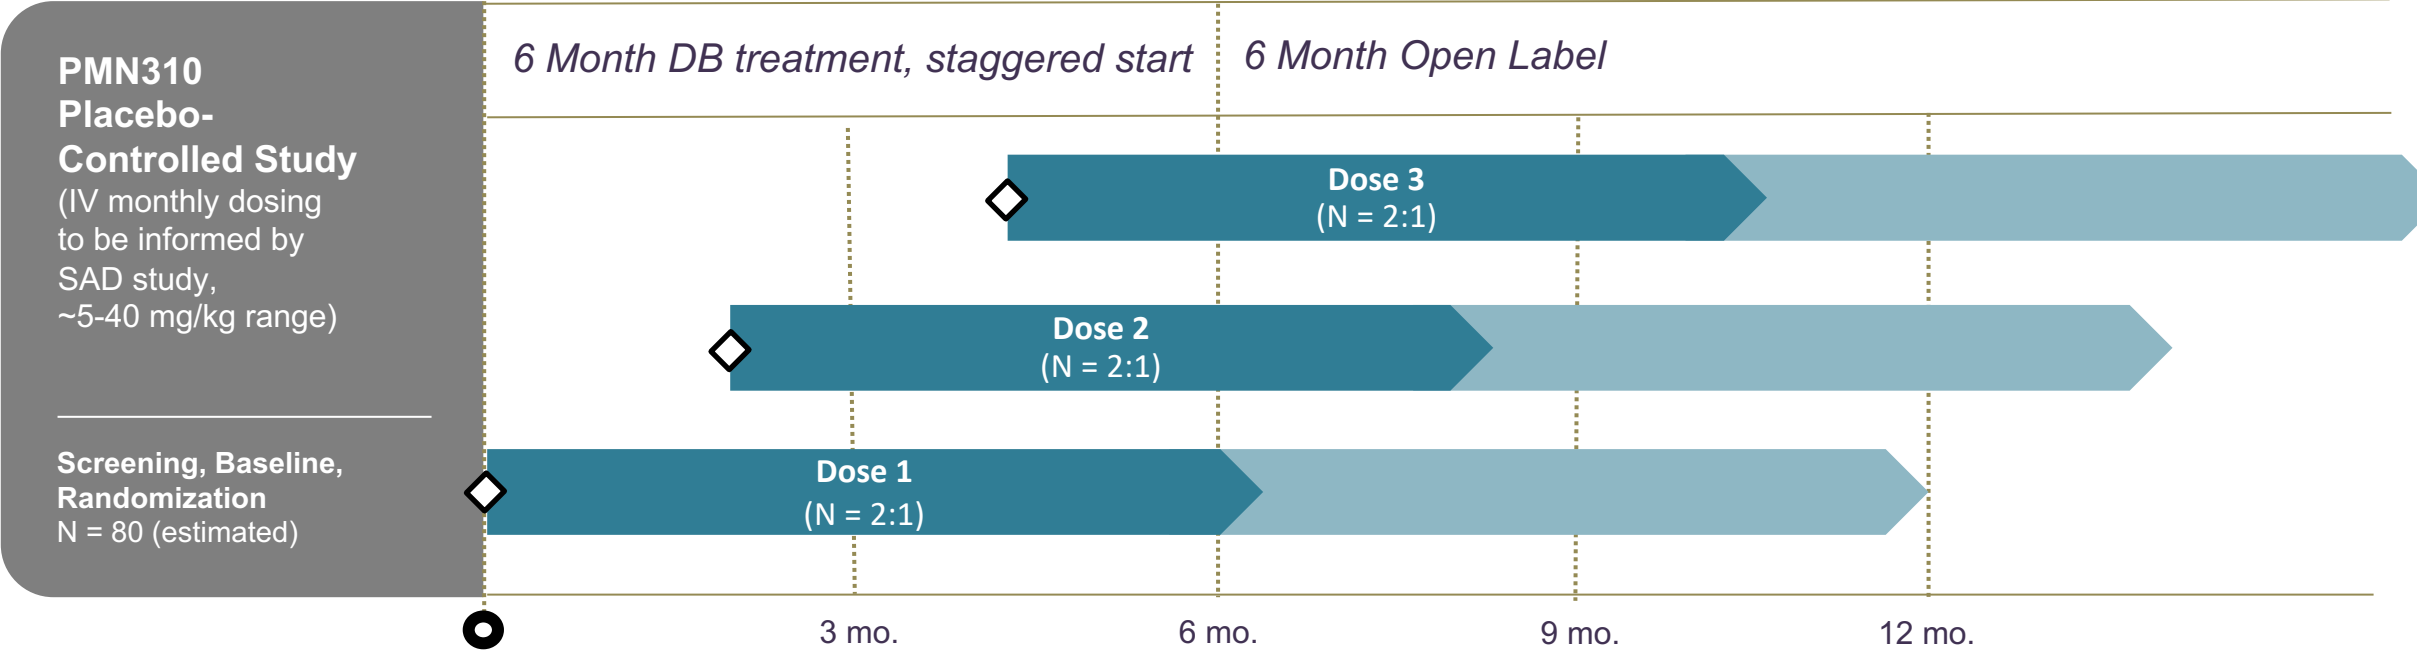 PMN310
Placebo-
Controlled Study
(IV monthly dosing
to be informed by
SAD study,
~5-40 mg/kg range)
Screening, Baseline,
Randomization
N = 80 (estimated)
6 Month DB treatment, staggered start
6 Month Open Label
Dose 3
(N = 2:1)
Dose 2
(N = 2:1)
Dose 1
(N = 2:1)
3 mo.
6 mo.
9 mo.
12 mo.